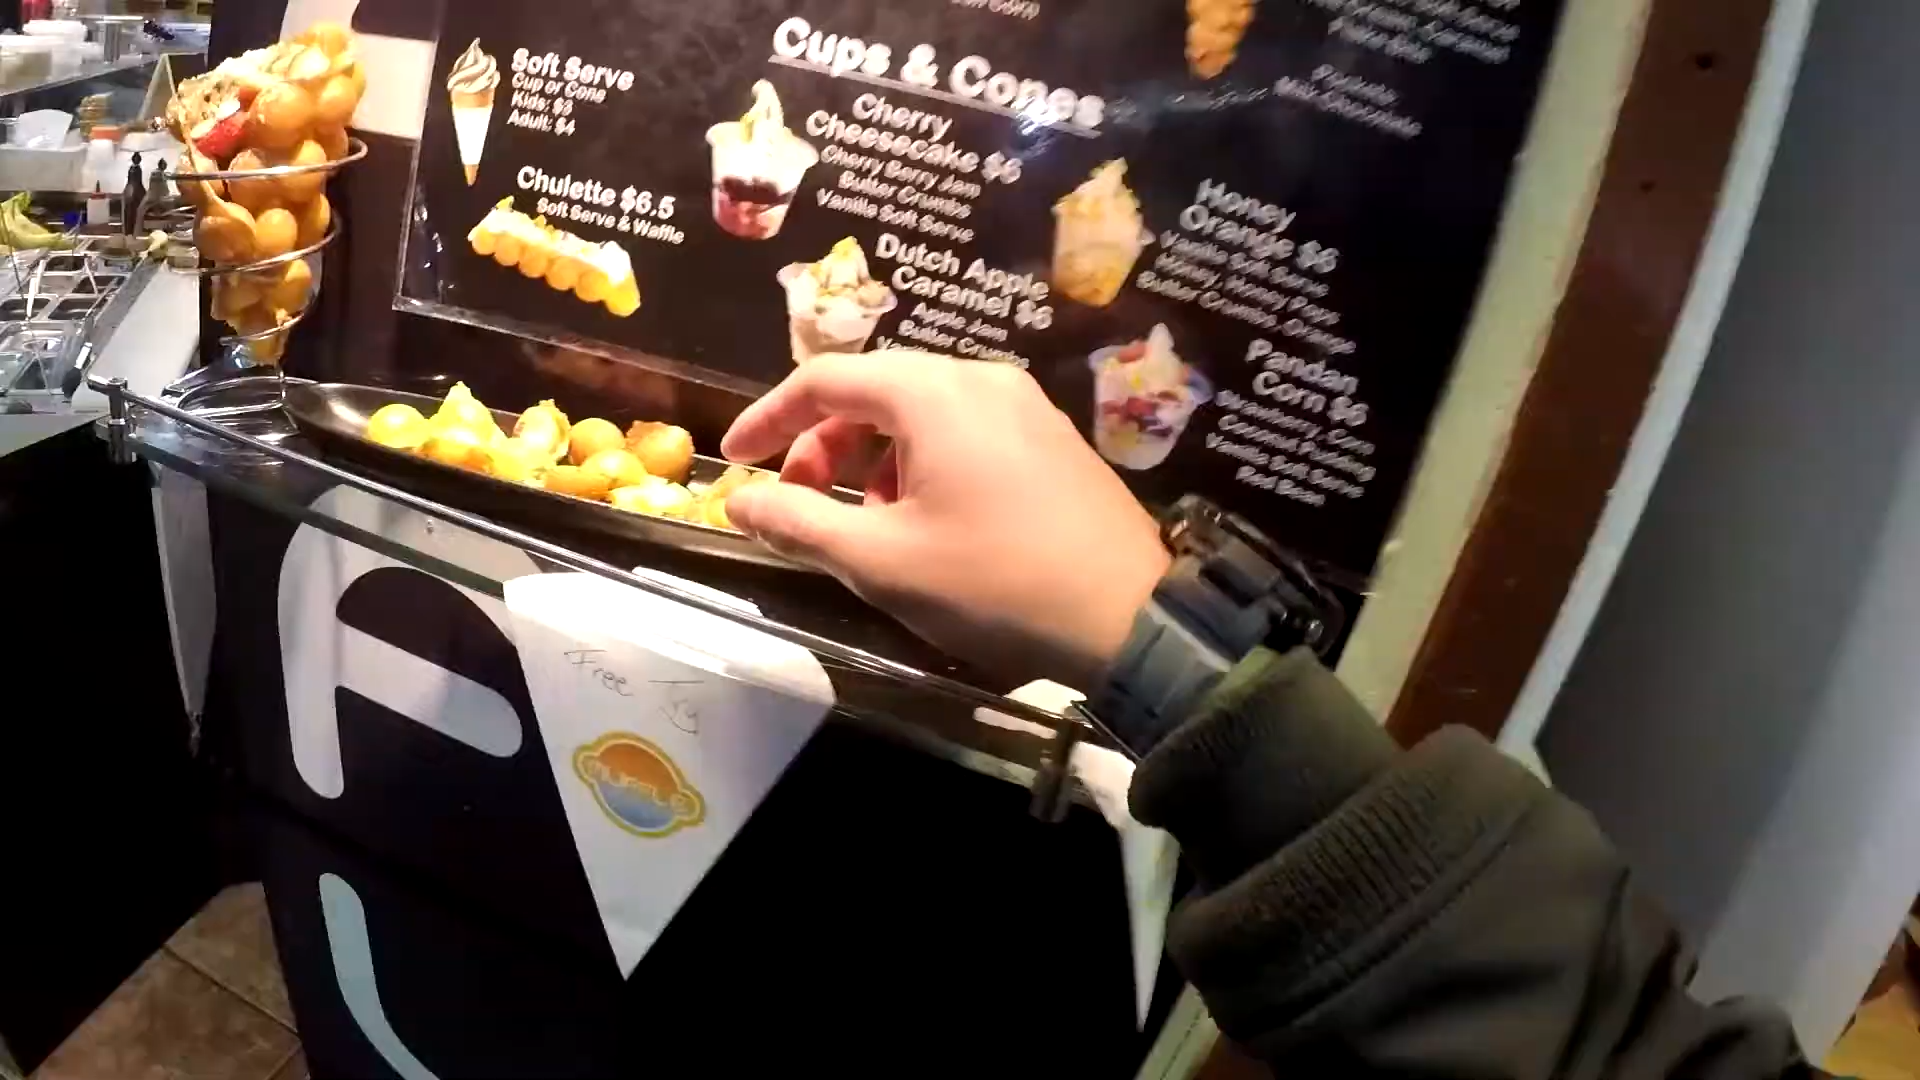 Soft Serve
Cup or Cone
Kids: $3
Adult: $4
Chulette $6.5
Soft Serve & Waffle
Cups & Cones
Cherry
Cheesecake $6
Cherry Berry Jam
Butter Crumbs
Vanilla Soft Serve
Dutch Apple
Caramel $6
Apple Jam
Butter Crumbs
Honey
Orange $6
Vanilla Soft Serve
Honey, Honey Pops
Butter Crumbs, Orange
Pandan
Corn $6
Strawberry, Corn
Coconut Pudding
Vanilla Soft Serve
Red Bean
Milk Chocolate
Free Try